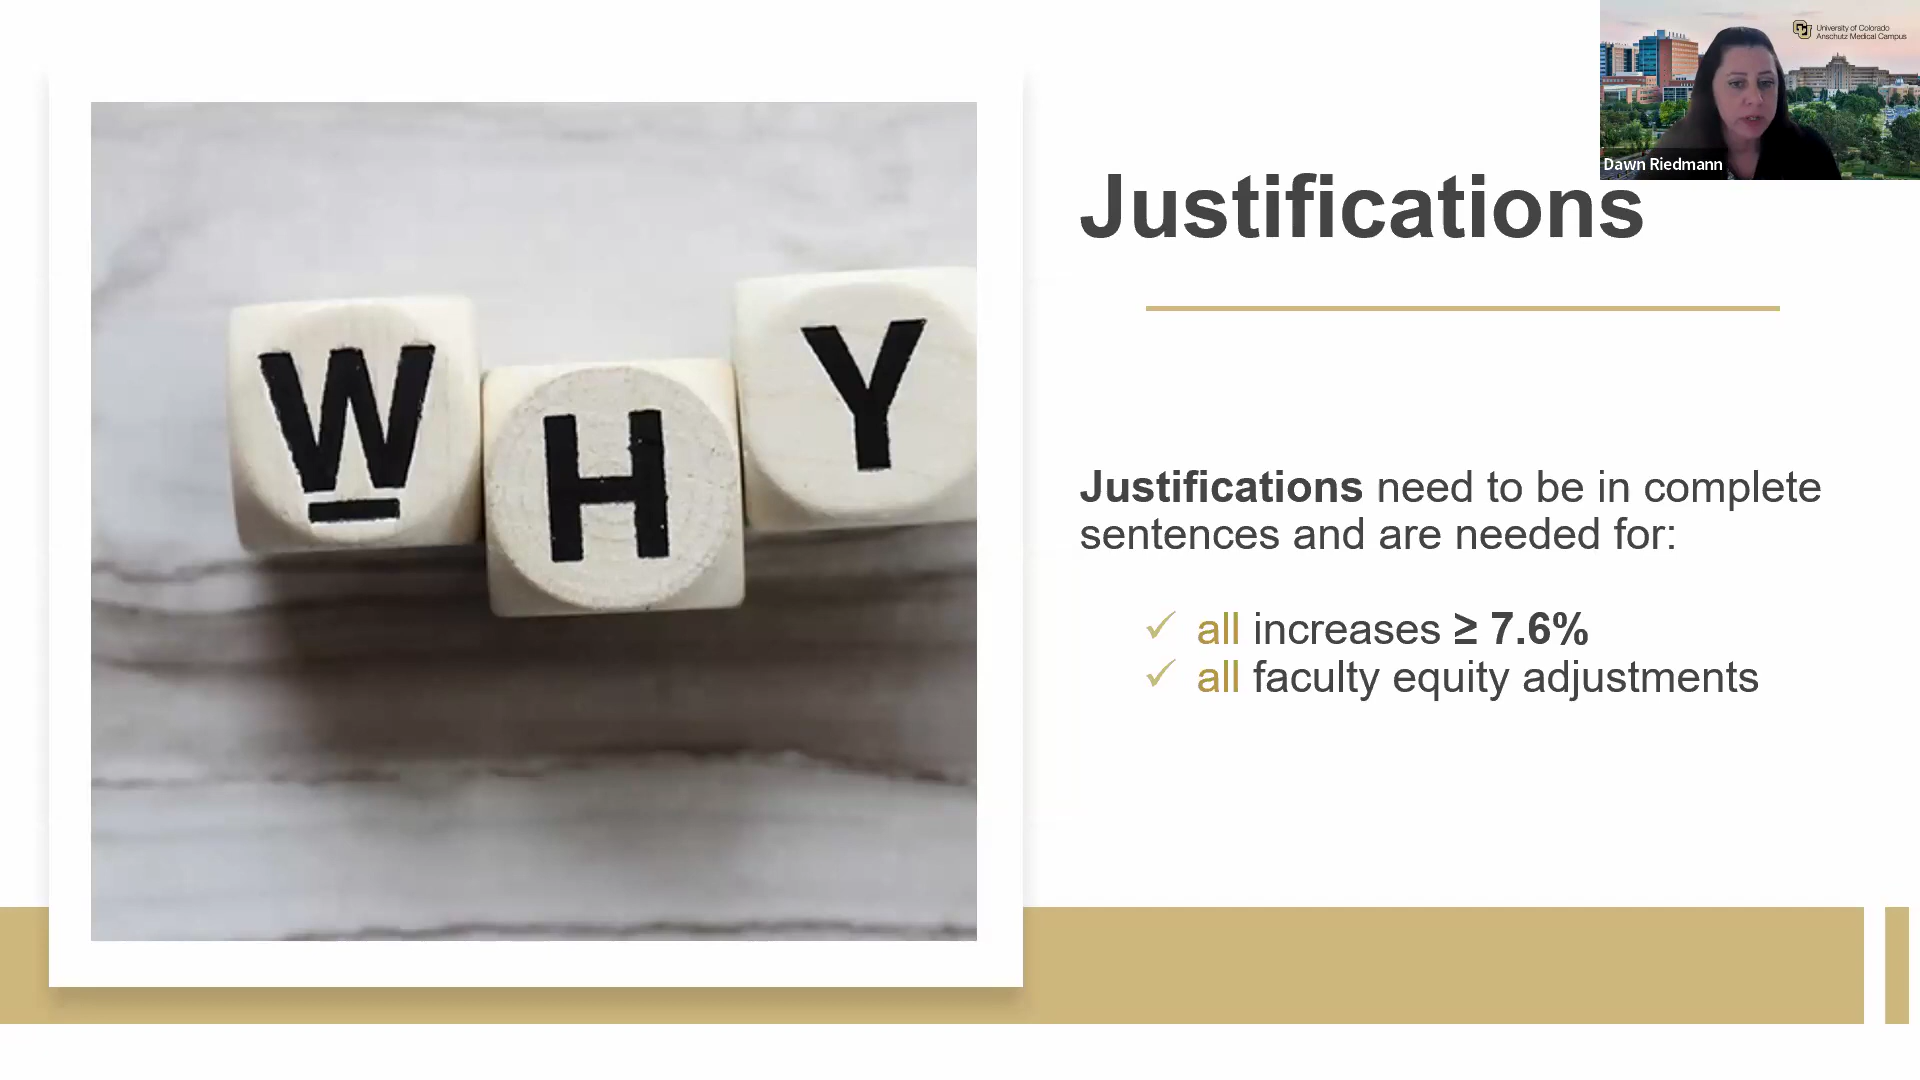 University of Colorado
Anschutz Medical Campus
Dawn Riedmann
Justifications
WHY
Justifications need to be in complete
sentences and are needed for:
✓ all increases ≥ 7.6%
✓ all faculty equity adjustments